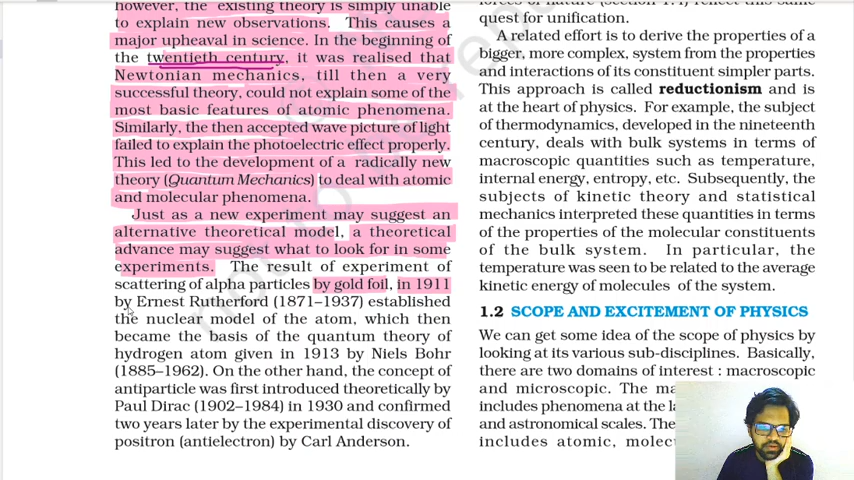 however, the existing theory is simply unable
to explain new observations. This causes a
major upheaval in science. In the beginning of
the twentieth century, it was realised that
Newtonian mechanics, till then a very
successful theory, could not explain some of the
most basic features of atomic phenomena.
Similarly, the then accepted wave picture of light
failed to explain the photoelectric effect properly.
This led to the development of a radically new
theory (Quantum Mechanics) to deal with atomic
and molecular phenomena.
Just as a new experiment may suggest an
alternative theoretical model, a theoretical
advance may suggest what to look for in some
experiments. The result of experiment of
scattering of alpha particles by gold foil, in 1911
by Ernest Rutherford (1871–1937) established
the nuclear model of the atom, which then
became the basis of the quantum theory of
hydrogen atom given in 1913 by Niels Bohr
(1885–1962). On the other hand, the concept of
antiparticle was first introduced theoretically by
Paul Dirac (1902–1984) in 1930 and confirmed
two years later by the experimental discovery of
positron (antielectron) by Carl Anderson.
forces of nature (section 1.4) reflect this same
quest for unification.
A related effort is to derive the properties of a
bigger, more complex, system from the properties
and interactions of its constituent simpler parts.
This approach is called reductionism and is
at the heart of physics. For example, the subject
of thermodynamics, developed in the nineteenth
century, deals with bulk systems in terms of
macroscopic quantities such as temperature,
internal energy, entropy, etc. Subsequently, the
subjects of kinetic theory and statistical
mechanics interpreted these quantities in terms
of the properties of the molecular constituents
of the bulk system. In particular, the
temperature was seen to be related to the average
kinetic energy of molecules of the system.
1.2 SCOPE AND EXCITEMENT OF PHYSICS
We can get some idea of the scope of physics by
looking at its various sub-disciplines. Basically,
there are two domains of interest : macroscopic
and microscopic. The
includes phenomena at the
and astronomical scales. The
includes atomic,